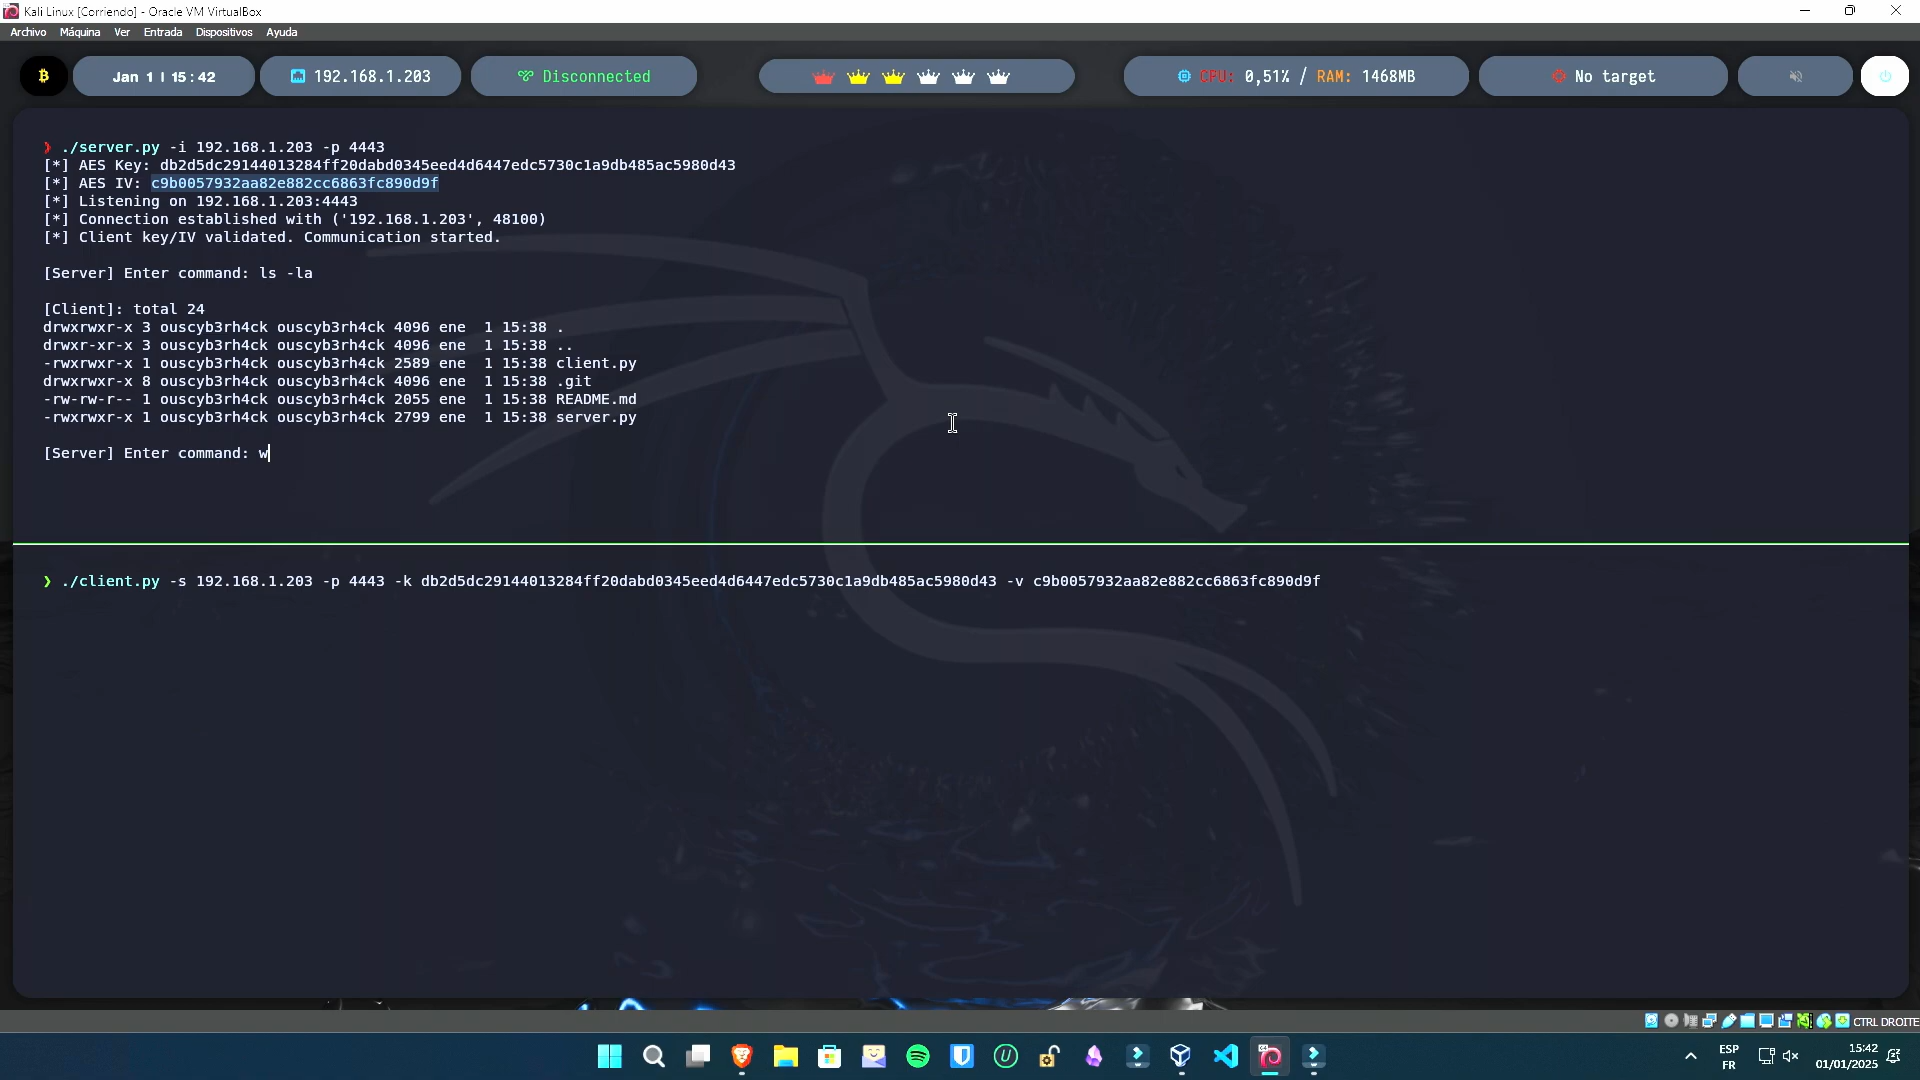 Kali Linux [Corriendo] - Oracle VM VirtualBox
Archivo Máquina Ver Entrada Dispositivos Ayuda
Jan 1 | 15:42 192.168.1.203 Disconnected CPU: 0,51% / RAM: 1468MB No target
❯ ./server.py -i 192.168.1.203 -p 4443
[*] AES Key: db2d5dc29144013284ff20dabd0345eed4d6447edc5730c1a9db485ac5980d43
[*] AES IV: c9b0057932aa82e882cc6863fc890d9f
[*] Listening on 192.168.1.203:4443
[*] Connection established with ('192.168.1.203', 48100)
[*] Client key/IV validated. Communication started.
[Server] Enter command: ls -la
[Client]: total 24
drwxrwxr-x 3 ouscyb3rh4ck ouscyb3rh4ck 4096 ene  1 15:38 .
drwxr-xr-x 3 ouscyb3rh4ck ouscyb3rh4ck 4096 ene  1 15:38 ..
-rwxrwxr-x 1 ouscyb3rh4ck ouscyb3rh4ck 2589 ene  1 15:38 client.py
drwxrwxr-x 8 ouscyb3rh4ck ouscyb3rh4ck 4096 ene  1 15:38 .git
-rw-rw-r-- 1 ouscyb3rh4ck ouscyb3rh4ck 2055 ene  1 15:38 README.md
-rwxrwxr-x 1 ouscyb3rh4ck ouscyb3rh4ck 2799 ene  1 15:38 server.py
[Server] Enter command: w
❯ ./client.py -s 192.168.1.203 -p 4443 -k db2d5dc29144013284ff20dabd0345eed4d6447edc5730c1a9db485ac5980d43 -v c9b0057932aa82e882cc6863fc890d9f
CTRL DROITE
ESP
FR
15:42
01/01/2025